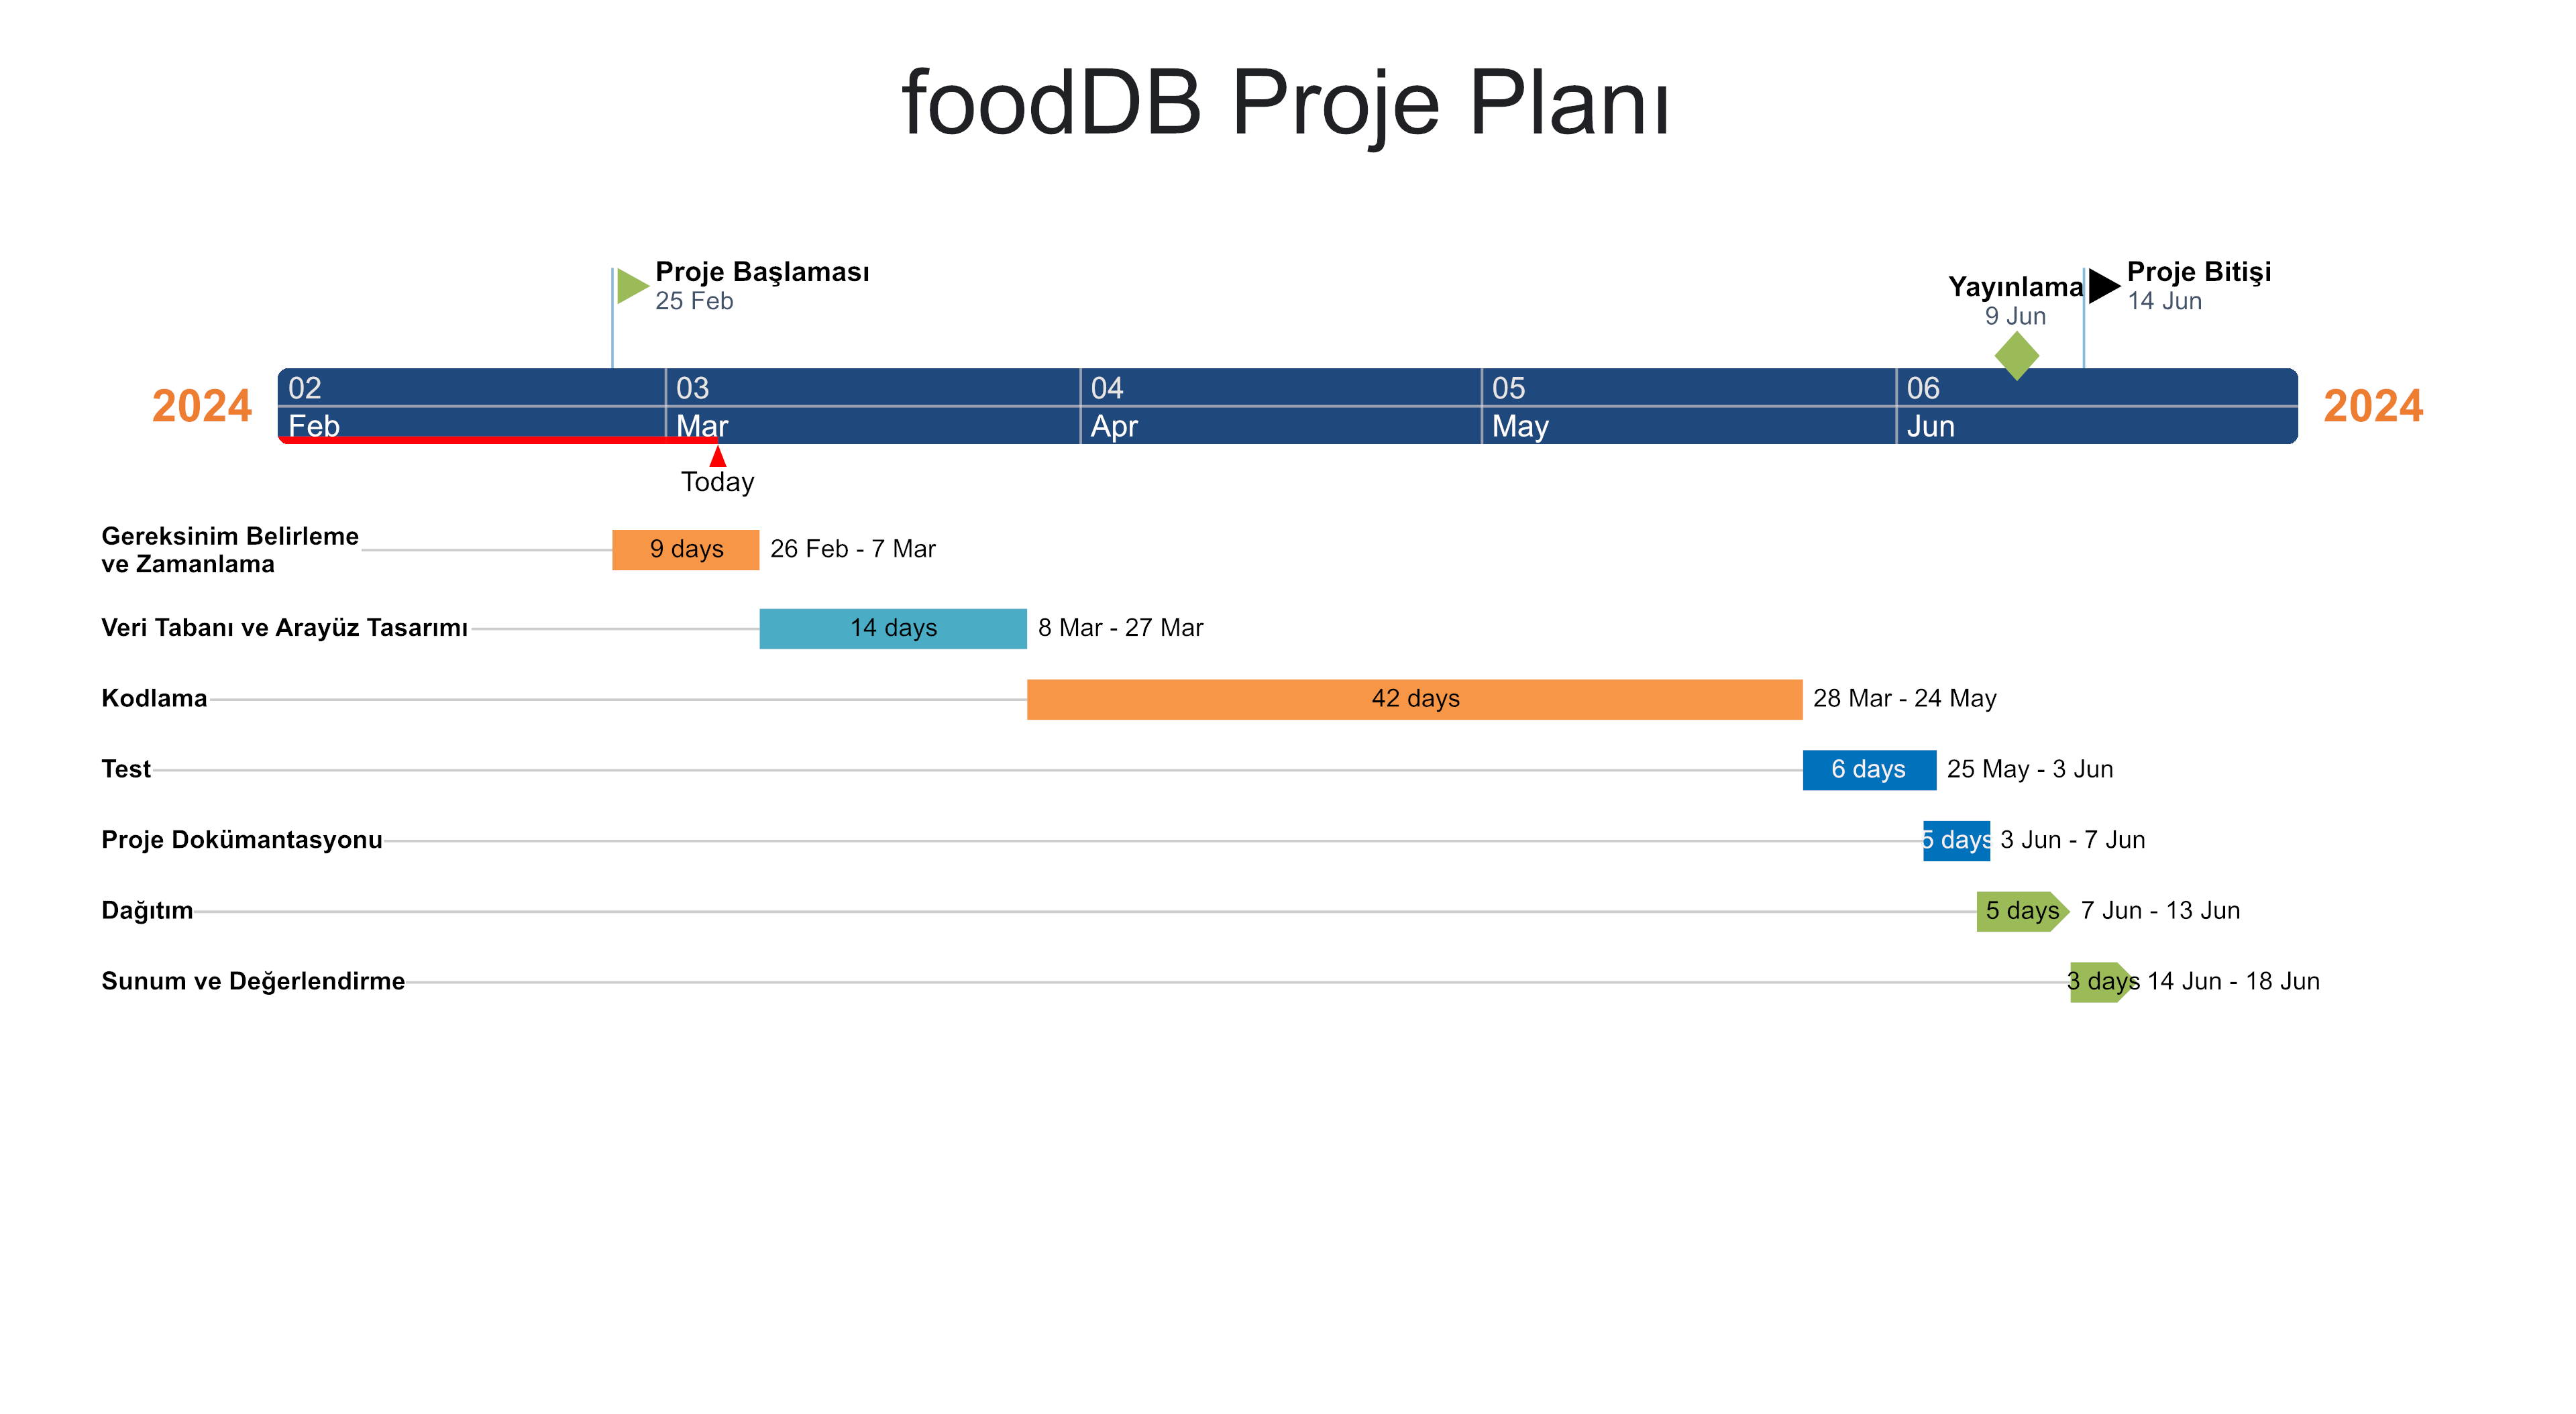 foodDB Proje Planı
Proje Başlaması
25 Feb
Yayınlama
9 Jun
Proje Bitişi
14 Jun
2024
02
03
04
05
06
Feb
Mar
Apr
May
Jun
2024
Today
Gereksinim Belirleme
ve Zamanlama
9 days
26 Feb - 7 Mar
Veri Tabanı ve Arayüz Tasarımı
14 days
8 Mar - 27 Mar
Kodlama
42 days
28 Mar - 24 May
Test
6 days
25 May - 3 Jun
Proje Dokümantasyonu
5 days
3 Jun - 7 Jun
Dağıtım
5 days
7 Jun - 13 Jun
Sunum ve Değerlendirme
3 days
14 Jun - 18 Jun